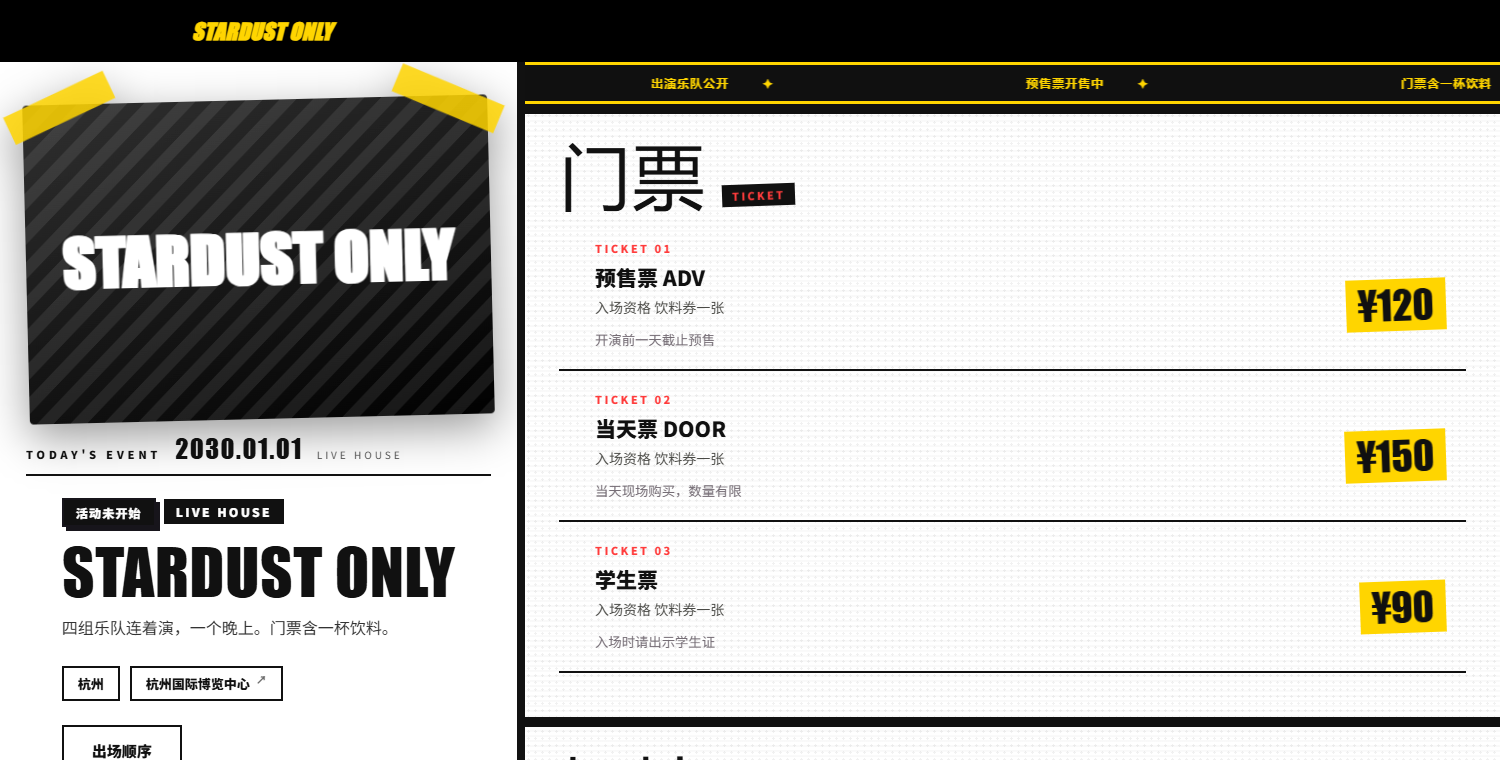 STARDUST ONLY
STARDUST ONLY
TODAY'S EVENT 2030.01.01 LIVE HOUSE
活动未开始 LIVE HOUSE
STARDUST ONLY
四组乐队连着演，一个晚上。门票含一杯饮料。
杭州 杭州国际博览中心 ↗
出场顺序
出演乐队公开 ✦ 预售票开售中 ✦ 门票含一杯饮料
门票 TICKET
TICKET 01
预售票 ADV
入场资格 饮料券一张
开演前一天截止预售
¥120
TICKET 02
当天票 DOOR
入场资格 饮料券一张
当天现场购买，数量有限
¥150
TICKET 03
学生票
入场资格 饮料券一张
入场时请出示学生证
¥90